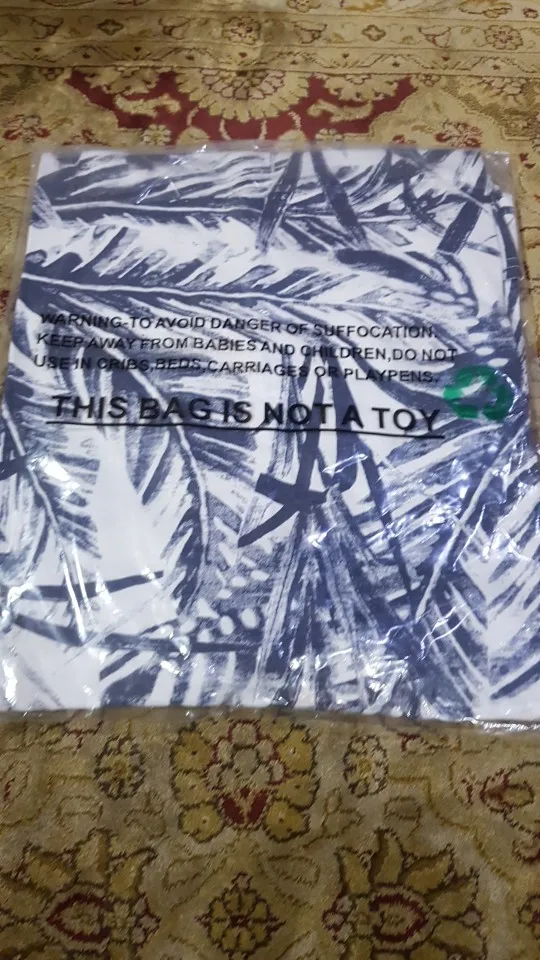 WARNING-TO AVOID DANGER OF SUFFOCATION,
KEEP AWAY FROM BABIES AND CHILDREN,DO NOT
USE IN CRIBS,BEDS,CARRIAGES OR PLAYPENS.
THIS BAG IS NOT A TOY